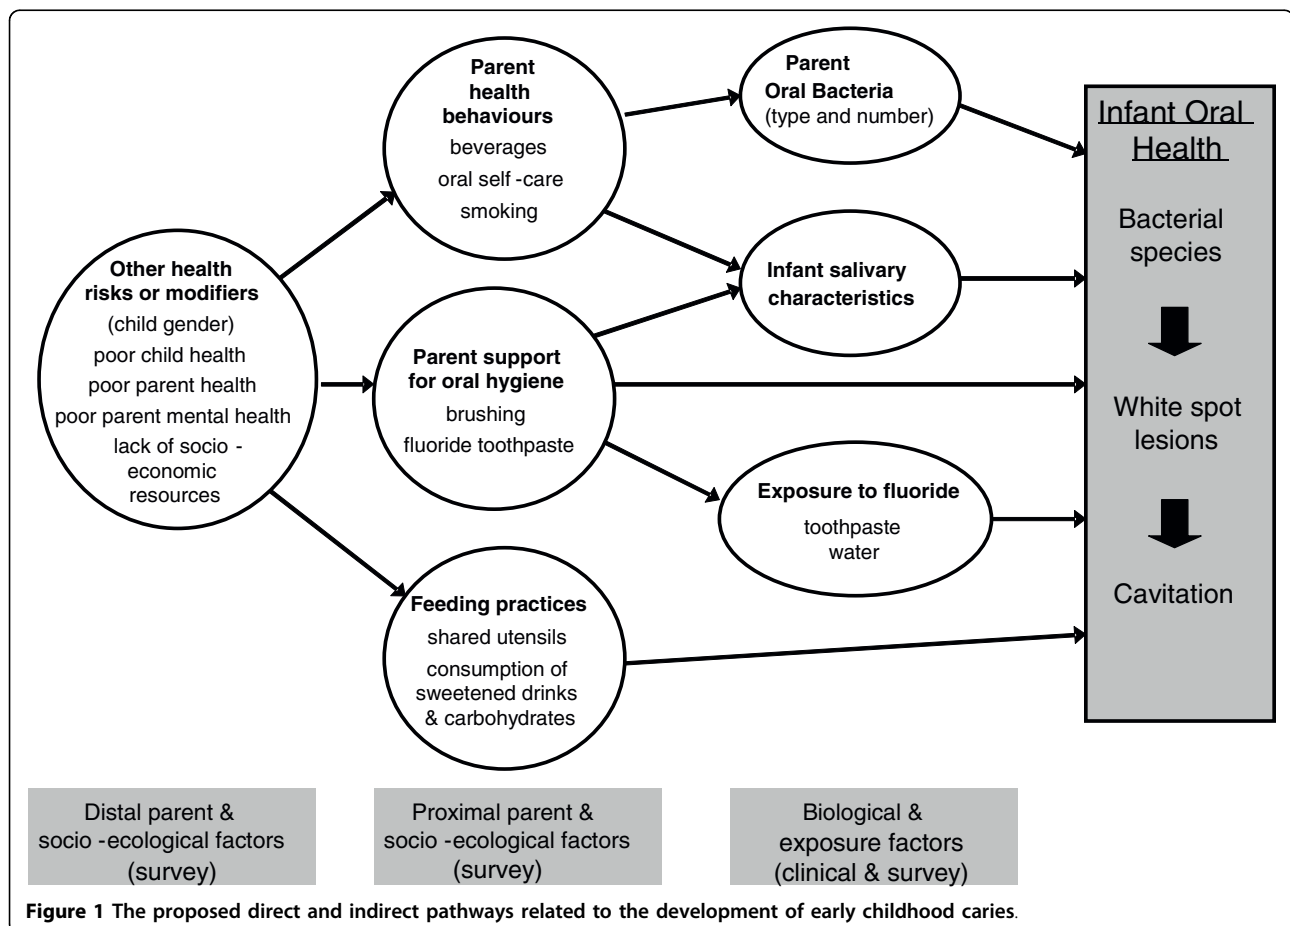 Other health
risks or modifiers
(child gender)
poor child health
poor parent health
poor parent mental health
lack of socio -
economic
resources
Parent
health
behaviours
beverages
oral self -care
smoking
Parent support
for oral hygiene
brushing
fluoride toothpaste
Feeding practices
shared utensils
consumption of
sweetened drinks
& carbohydrates
Parent
Oral Bacteria
(type and number)
Infant salivary
characteristics
Exposure to fluoride
toothpaste
water
Infant Oral
Health
Bacterial
species
White spot
lesions
Cavitation
Distal parent &
socio -ecological factors
(survey)
Proximal parent &
socio -ecological factors
(survey)
Biological &
exposure factors
(clinical & survey)
Figure 1 The proposed direct and indirect pathways related to the development of early childhood caries.